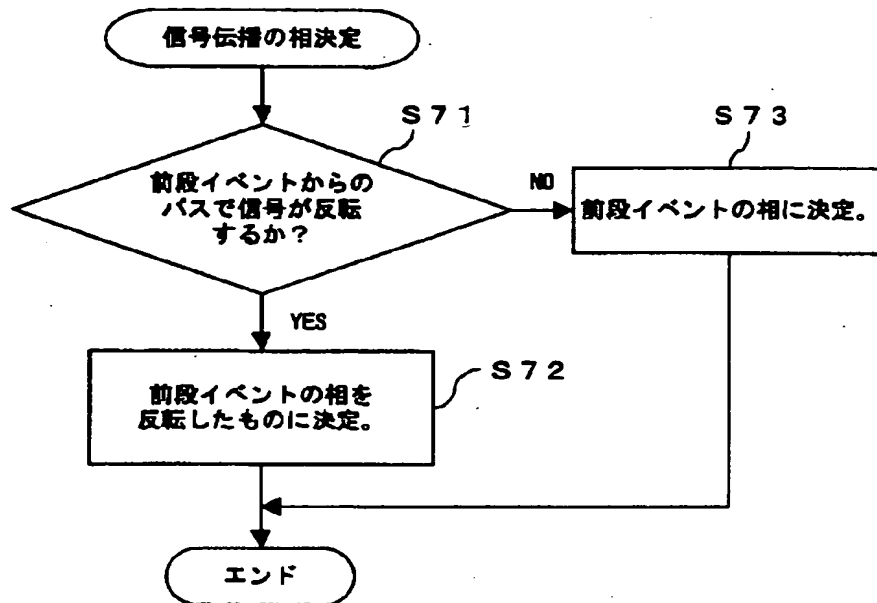 信号伝播の相決定
S71
前段イベントからの
パスで信号が反転
するか?
NO
S73
前段イベントの相に決定。
YES
S72
前段イベントの相を
反転したものに決定。
エンド